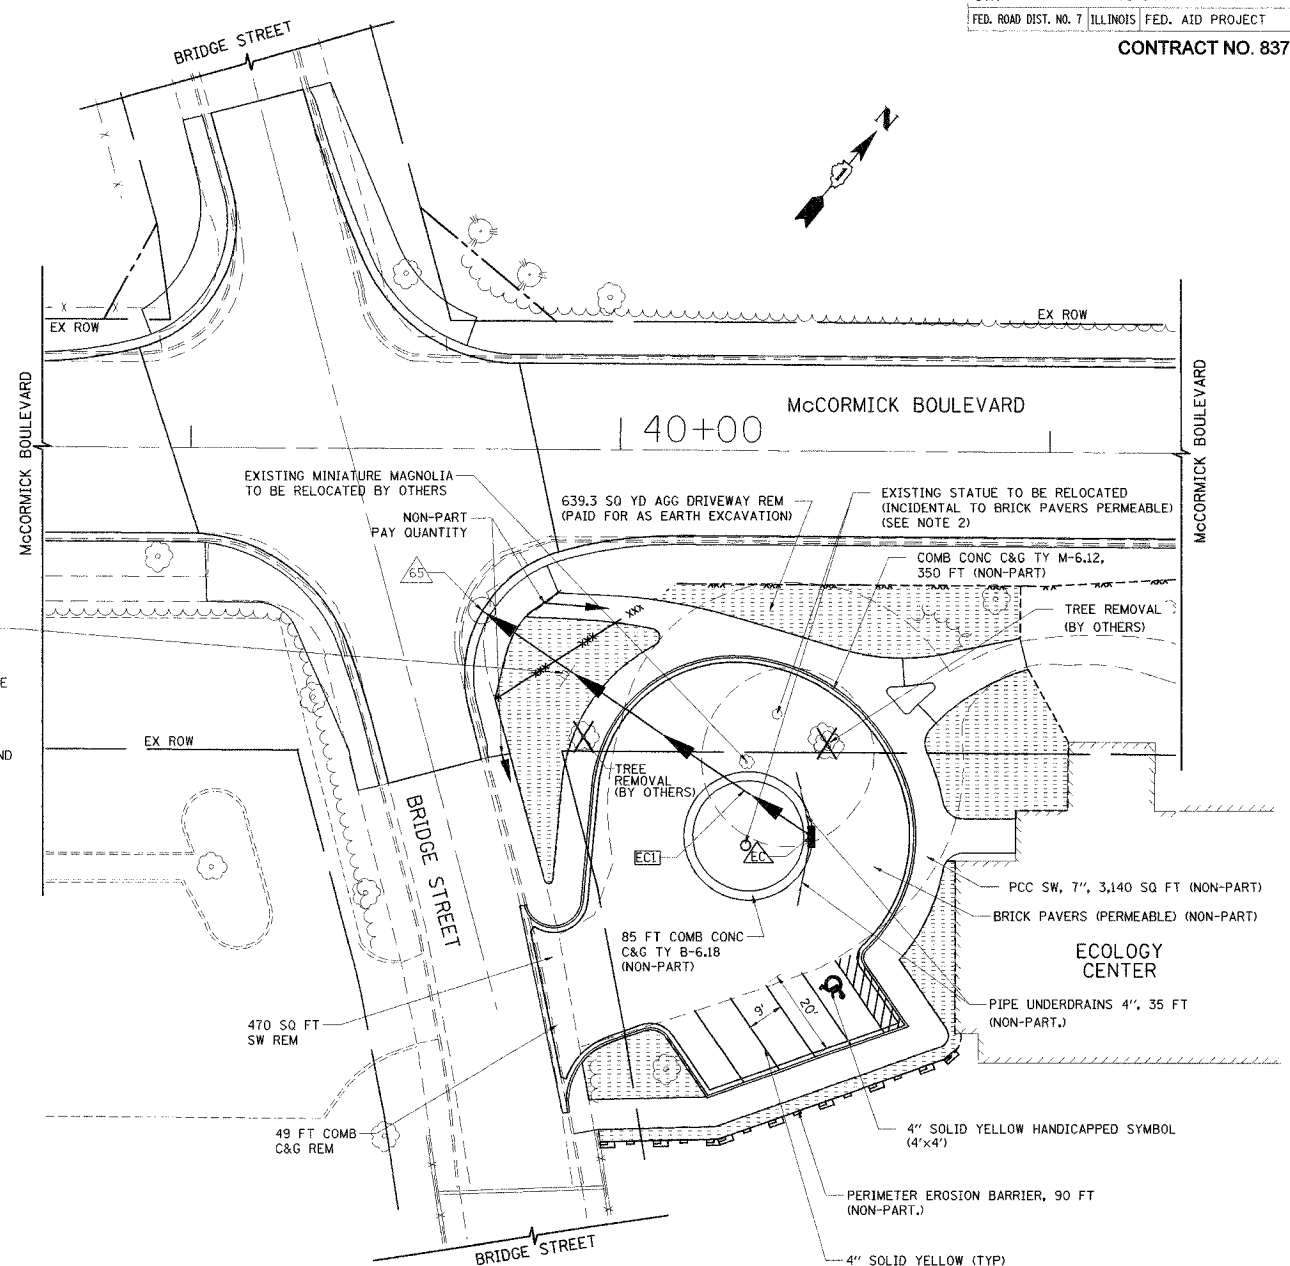 FED. ROAD DIST. NO. 7 ILLINOIS FED. AID PROJECT
CONTRACT NO. 837
BRIDGE STREET
N
1
EX ROW
EX ROW
McCORMICK BOULEVARD
McCORMICK BOULEVARD
McCORMICK BOULEVARD
40+00
EXISTING MINIATURE MAGNOLIA
TO BE RELOCATED BY OTHERS
NON-PART
PAY QUANTITY
65
639.3 SQ YD AGG DRIVEWAY REM
(PAID FOR AS EARTH EXCAVATION)
EXISTING STATUE TO BE RELOCATED
(INCIDENTAL TO BRICK PAVERS PERMEABLE)
(SEE NOTE 2)
COMB CONC C&G TY M-6.12,
350 FT (NON-PART)
TREE REMOVAL
(BY OTHERS)
XXX
XXX
XXX
EX ROW
TREE
REMOVAL
(BY OTHERS)
BRIDGE STREET
EC1
EC
PCC SW, 7", 3,140 SQ FT (NON-PART)
BRICK PAVERS (PERMEABLE) (NON-PART)
85 FT COMB CONC
C&G TY B-6.18
(NON-PART)
ECOLOGY
CENTER
9'
20'
PIPE UNDERDRAINS 4", 35 FT
(NON-PART.)
470 SQ FT
SW REM
49 FT COMB
C&G REM
4" SOLID YELLOW HANDICAPPED SYMBOL
(4'x4')
PERIMETER EROSION BARRIER, 90 FT
(NON-PART.)
4" SOLID YELLOW (TYP)
BRIDGE STREET